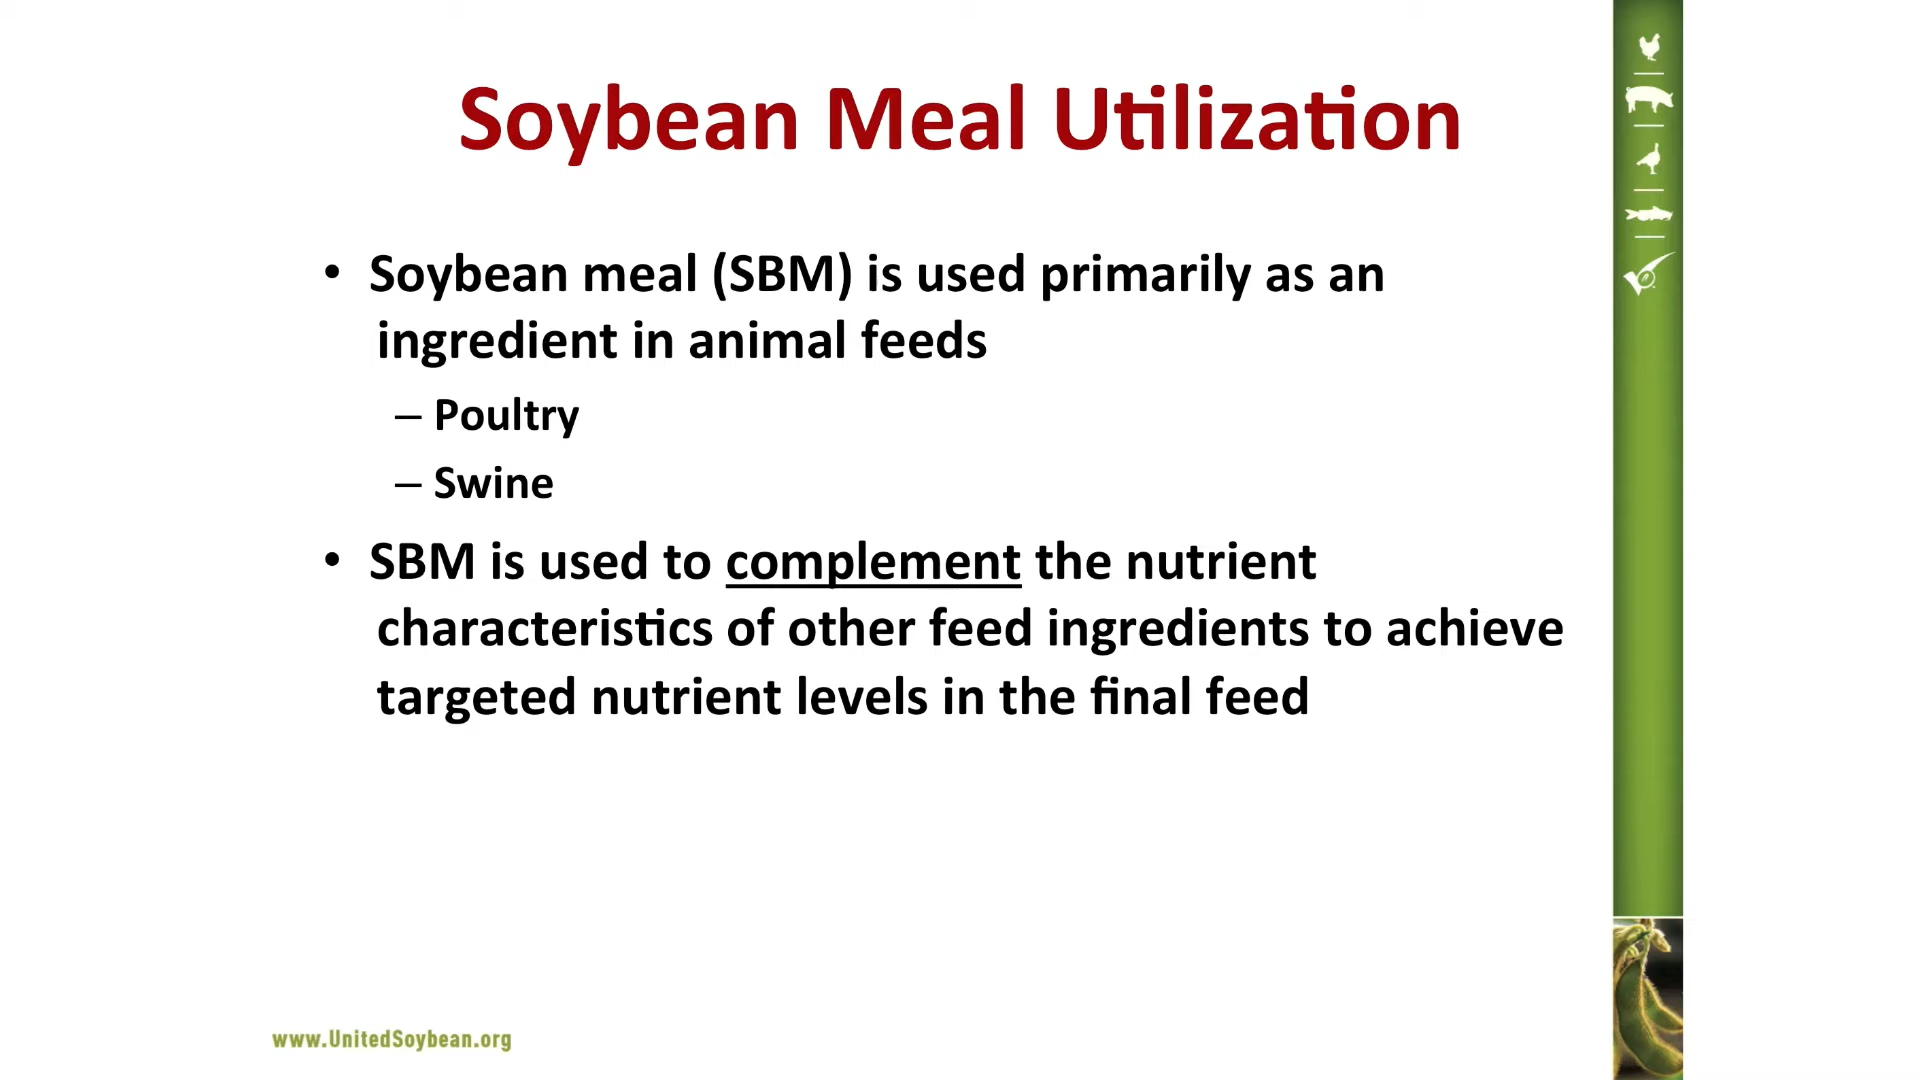 Soybean Meal Utilization
• Soybean meal (SBM) is used primarily as an
ingredient in animal feeds
– Poultry
– Swine
• SBM is used to complement the nutrient
characteristics of other feed ingredients to achieve
targeted nutrient levels in the final feed
www.UnitedSoybean.org